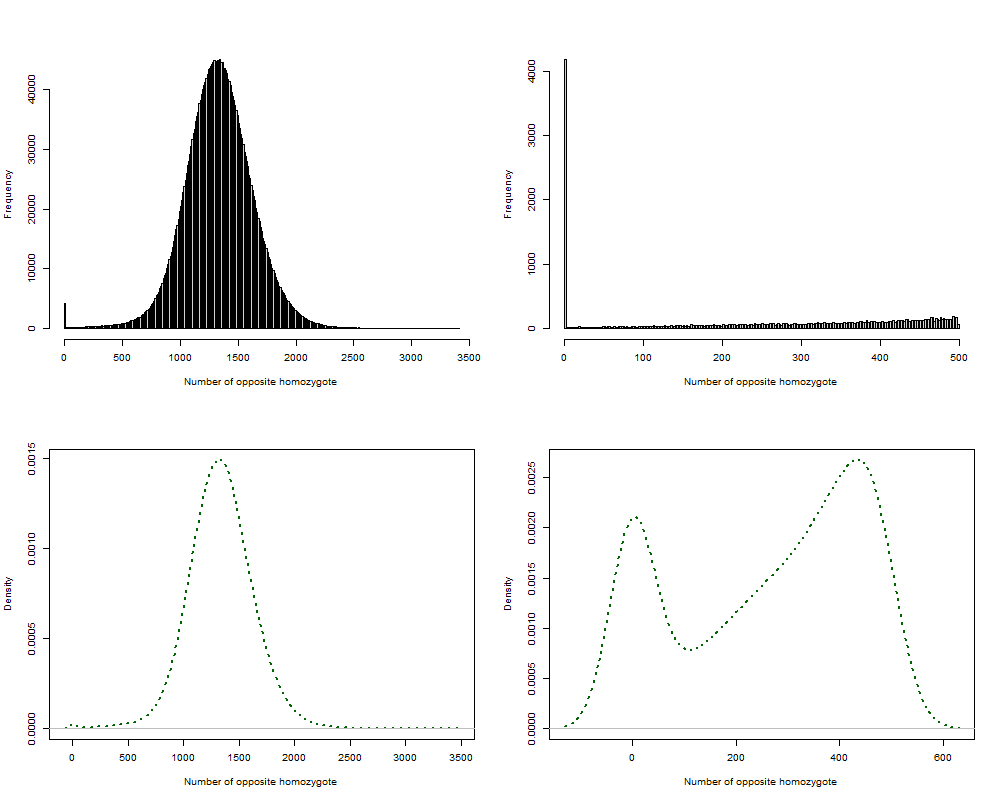 Frequency
0 10000 20000 30000 40000
0 500 1000 1500 2000 2500 3000 3500
Number of opposite homozygote
Frequency
0 1000 2000 3000 4000
0 100 200 300 400 500
Number of opposite homozygote
Density
0.0000 0.0005 0.0010 0.0015
0 500 1000 1500 2000 2500 3000 3500
Number of opposite homozygote
Density
0.0000 0.0005 0.0010 0.0015 0.0020 0.0025
0 200 400 600
Number of opposite homozygote